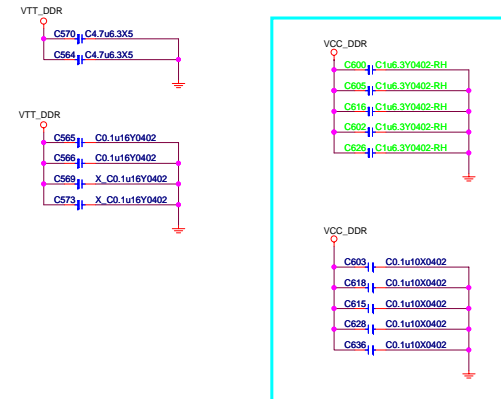 VTT_DDR
C570 C4.7u6.3X5
C564 C4.7u6.3X5
VTT_DDR
C565 C0.1u16Y0402
C566 C0.1u16Y0402
C569 X_C0.1u16Y0402
C573 X_C0.1u16Y0402
VCC_DDR
C600 C1u6.3Y0402-RH
C605 C1u6.3Y0402-RH
C616 C1u6.3Y0402-RH
C602 C1u6.3Y0402-RH
C626 C1u6.3Y0402-RH
VCC_DDR
C603 C0.1u10X0402
C618 C0.1u10X0402
C615 C0.1u10X0402
C628 C0.1u10X0402
C636 C0.1u10X0402